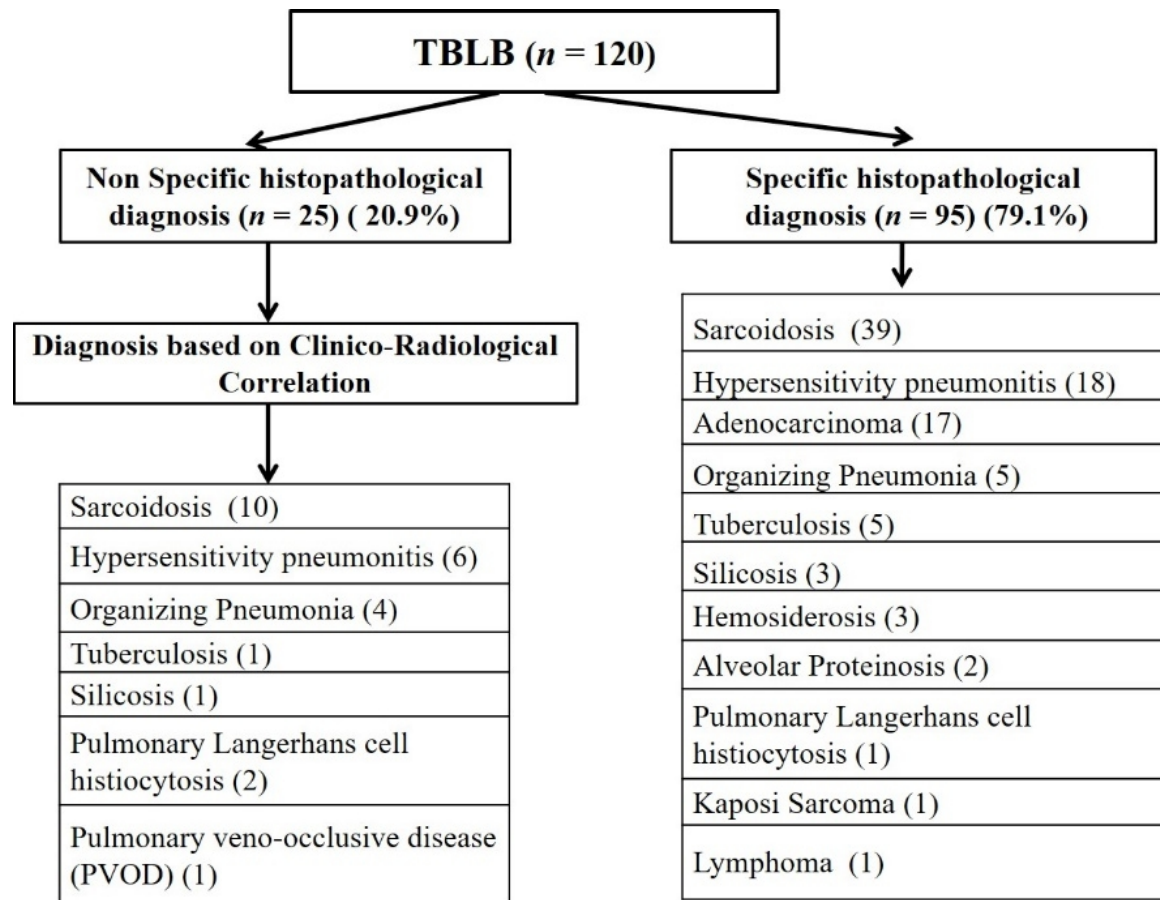 TBLB (n = 120)
Non Specific histopathological
diagnosis (n = 25) ( 20.9%)
Diagnosis based on Clinico-Radiological
Correlation
Sarcoidosis (10)
Hypersensitivity pneumonitis (6)
Organizing Pneumonia (4)
Tuberculosis (1)
Silicosis (1)
Pulmonary Langerhans cell
histiocytosis (2)
Pulmonary veno-occlusive disease
(PVOD) (1)
Specific histopathological
diagnosis (n = 95) (79.1%)
Sarcoidosis (39)
Hypersensitivity pneumonitis (18)
Adenocarcinoma (17)
Organizing Pneumonia (5)
Tuberculosis (5)
Silicosis (3)
Hemosiderosis (3)
Alveolar Proteinosis (2)
Pulmonary Langerhans cell
histiocytosis (1)
Kaposi Sarcoma (1)
Lymphoma (1)